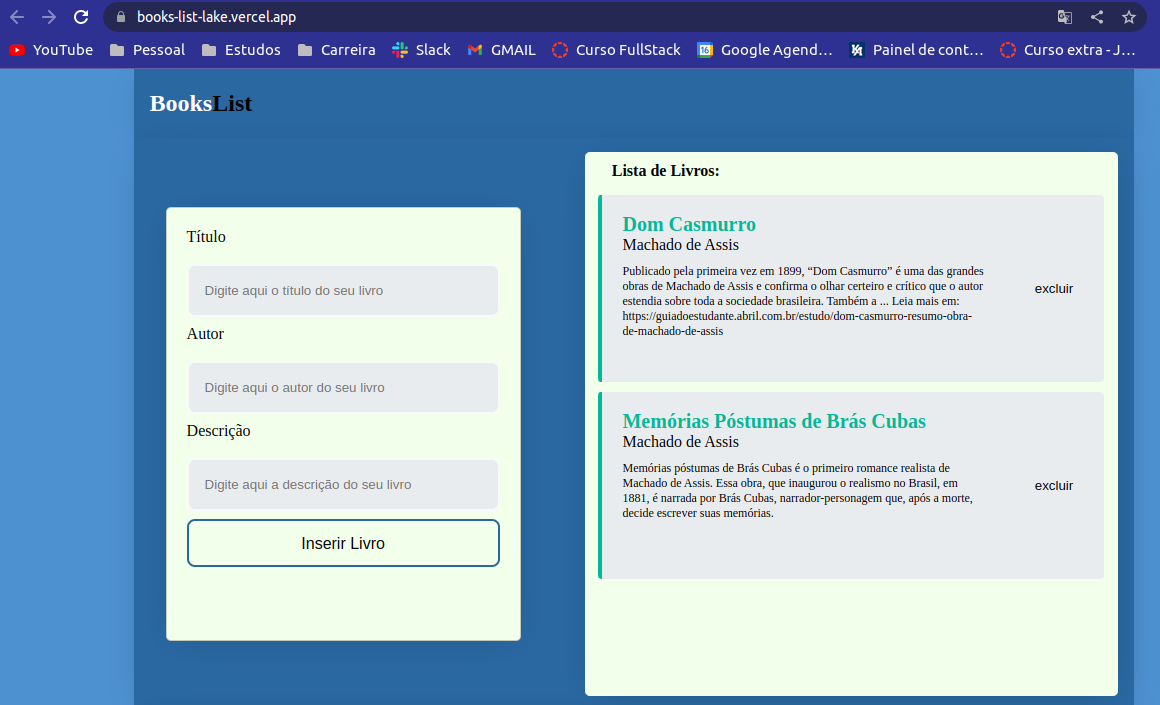 books-list-lake.vercel.app
YouTube Pessoal Estudos Carreira Slack GMAIL Curso FullStack 16 Google Agend... Painel de cont... Curso extra - J...
BooksList
Título
Digite aqui o título do seu livro
Autor
Digite aqui o autor do seu livro
Descrição
Digite aqui a descrição do seu livro
Inserir Livro
Lista de Livros:
Dom Casmurro
Machado de Assis
Publicado pela primeira vez em 1899, “Dom Casmurro” é uma das grandes
obras de Machado de Assis e confirma o olhar certeiro e crítico que o autor
estendia sobre toda a sociedade brasileira. Também a ... Leia mais em:
https://guiadoestudante.abril.com.br/estudo/dom-casmurro-resumo-obra-
de-machado-de-assis
excluir
Memórias Póstumas de Brás Cubas
Machado de Assis
Memórias póstumas de Brás Cubas é o primeiro romance realista de
Machado de Assis. Essa obra, que inaugurou o realismo no Brasil, em
1881, é narrada por Brás Cubas, narrador-personagem que, após a morte,
decide escrever suas memórias.
excluir